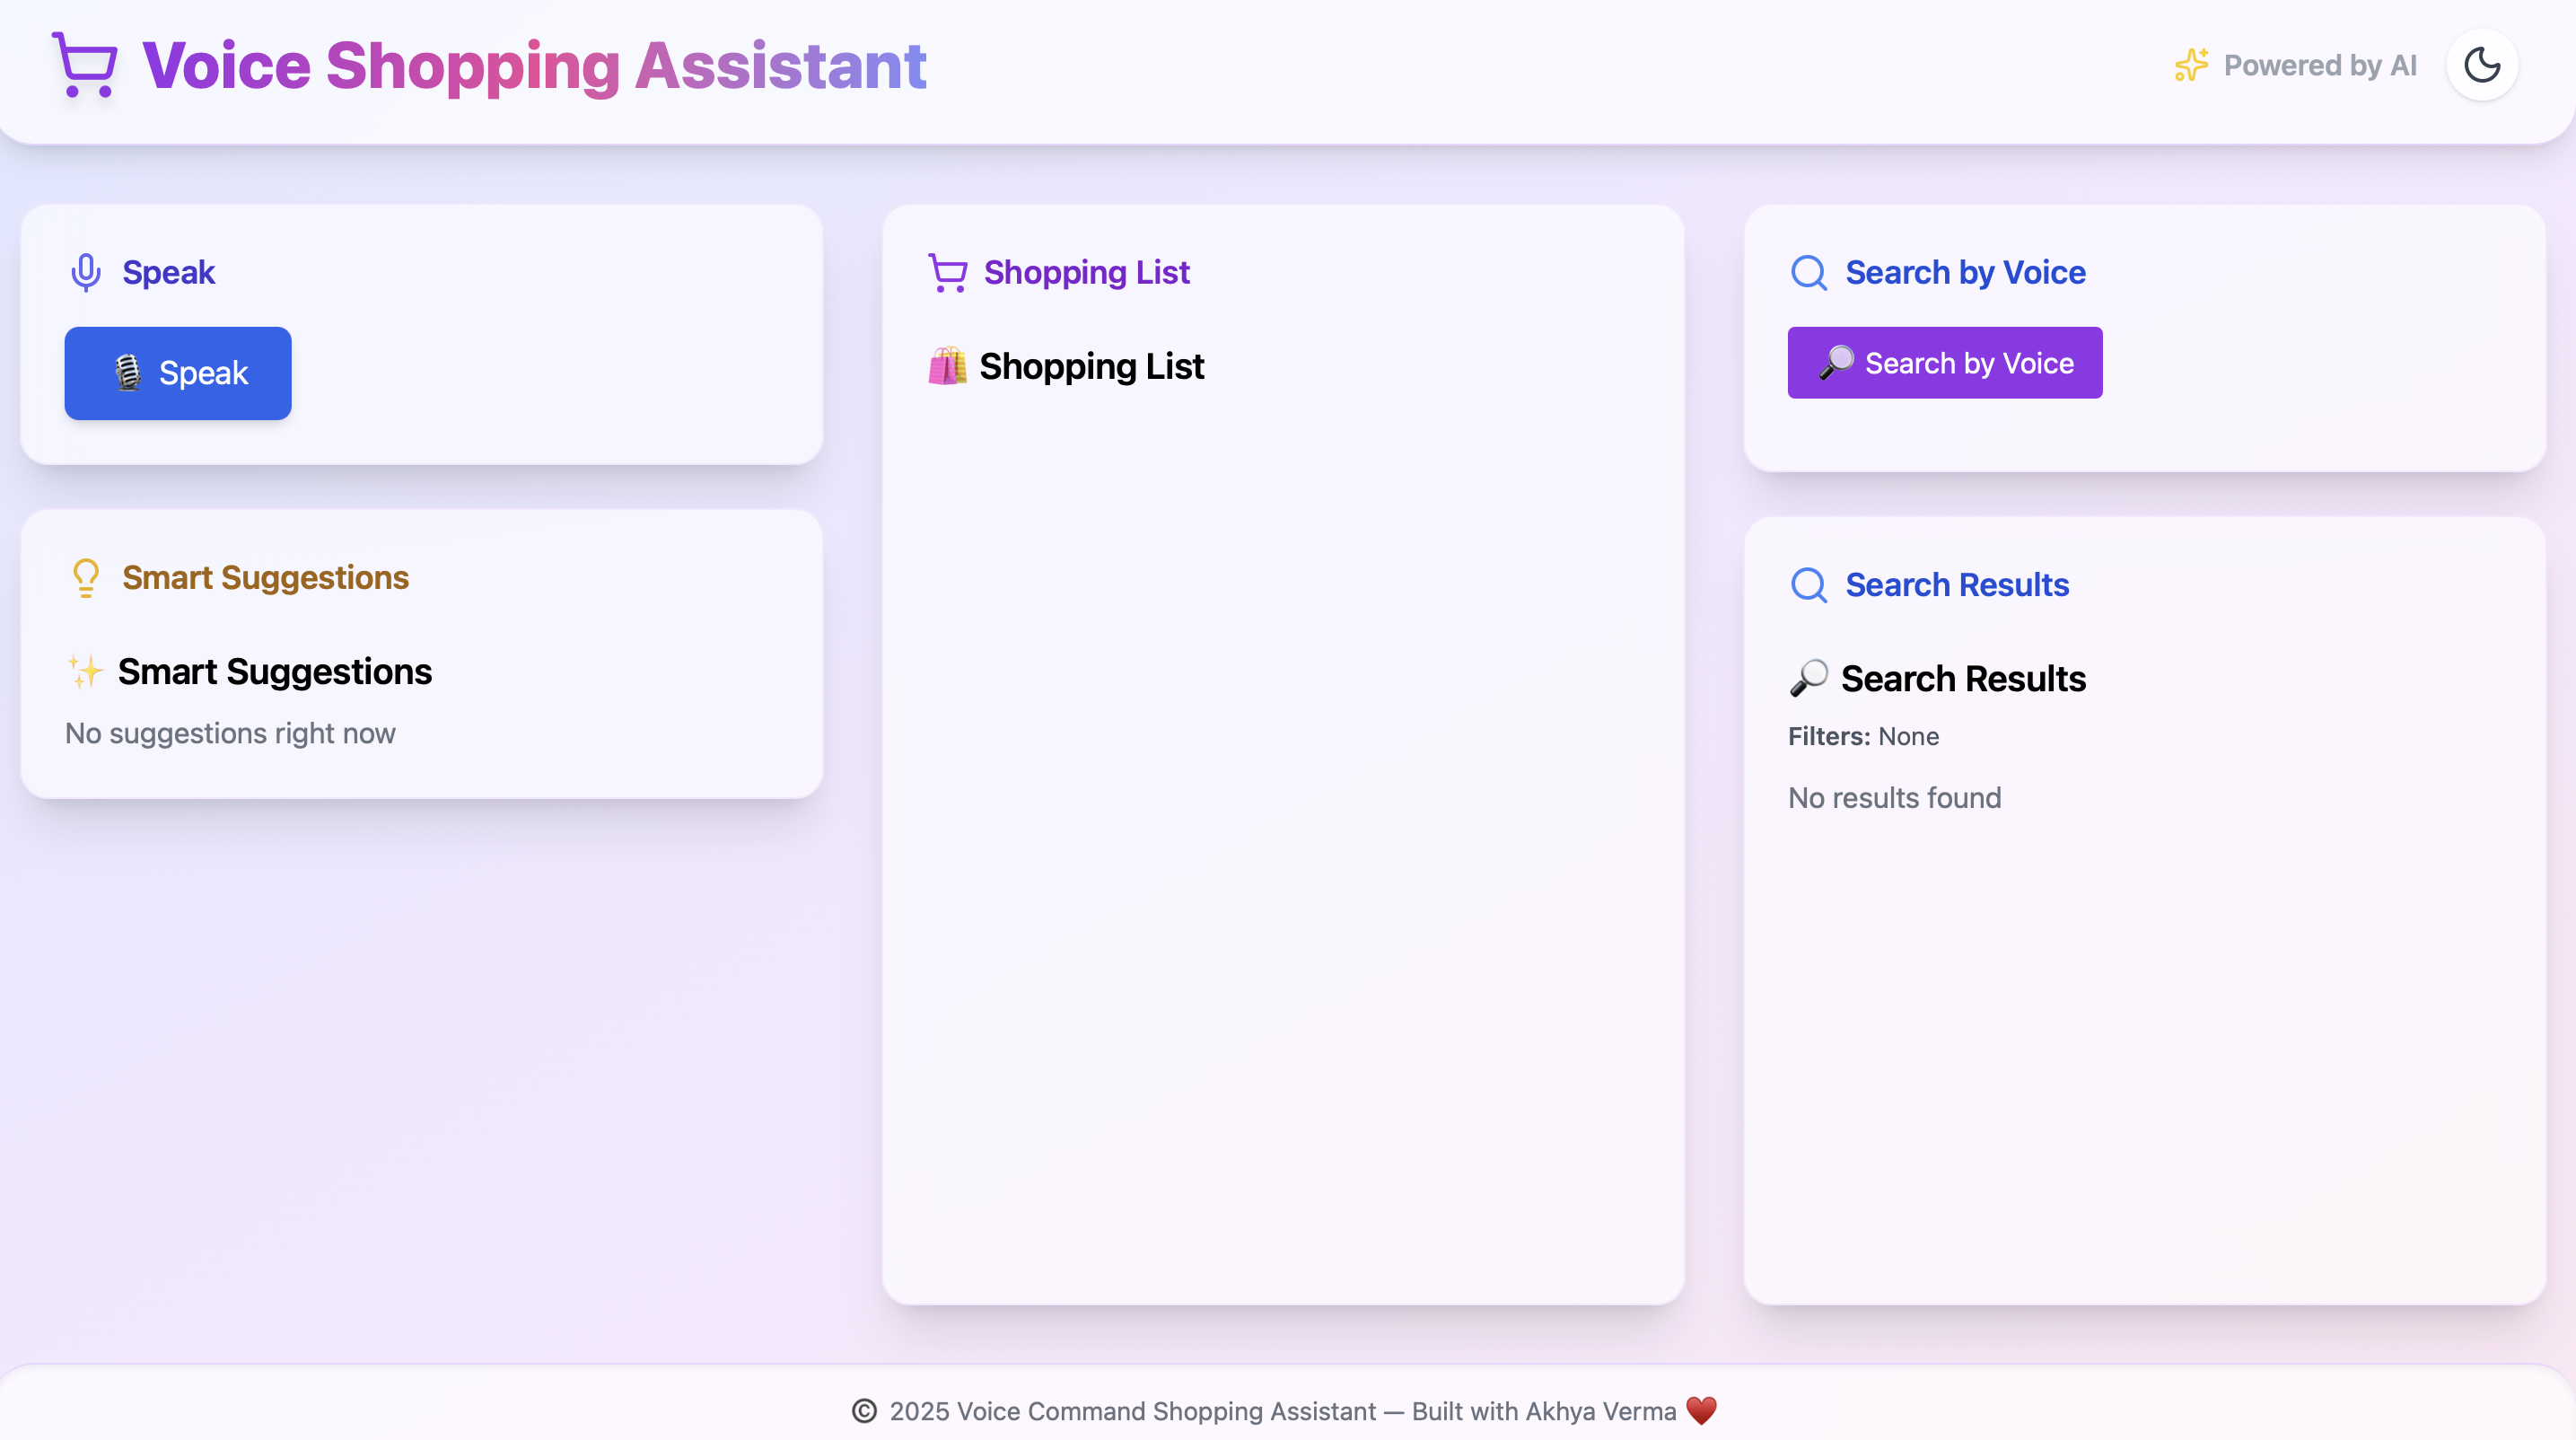 Voice Shopping Assistant
Powered by AI
Speak
🎙️ Speak
Smart Suggestions
✨ Smart Suggestions
No suggestions right now
Shopping List
🛍️ Shopping List
Search by Voice
🔎 Search by Voice
Search Results
🔎 Search Results
Filters: None
No results found
© 2025 Voice Command Shopping Assistant — Built with Akhya Verma ♥️